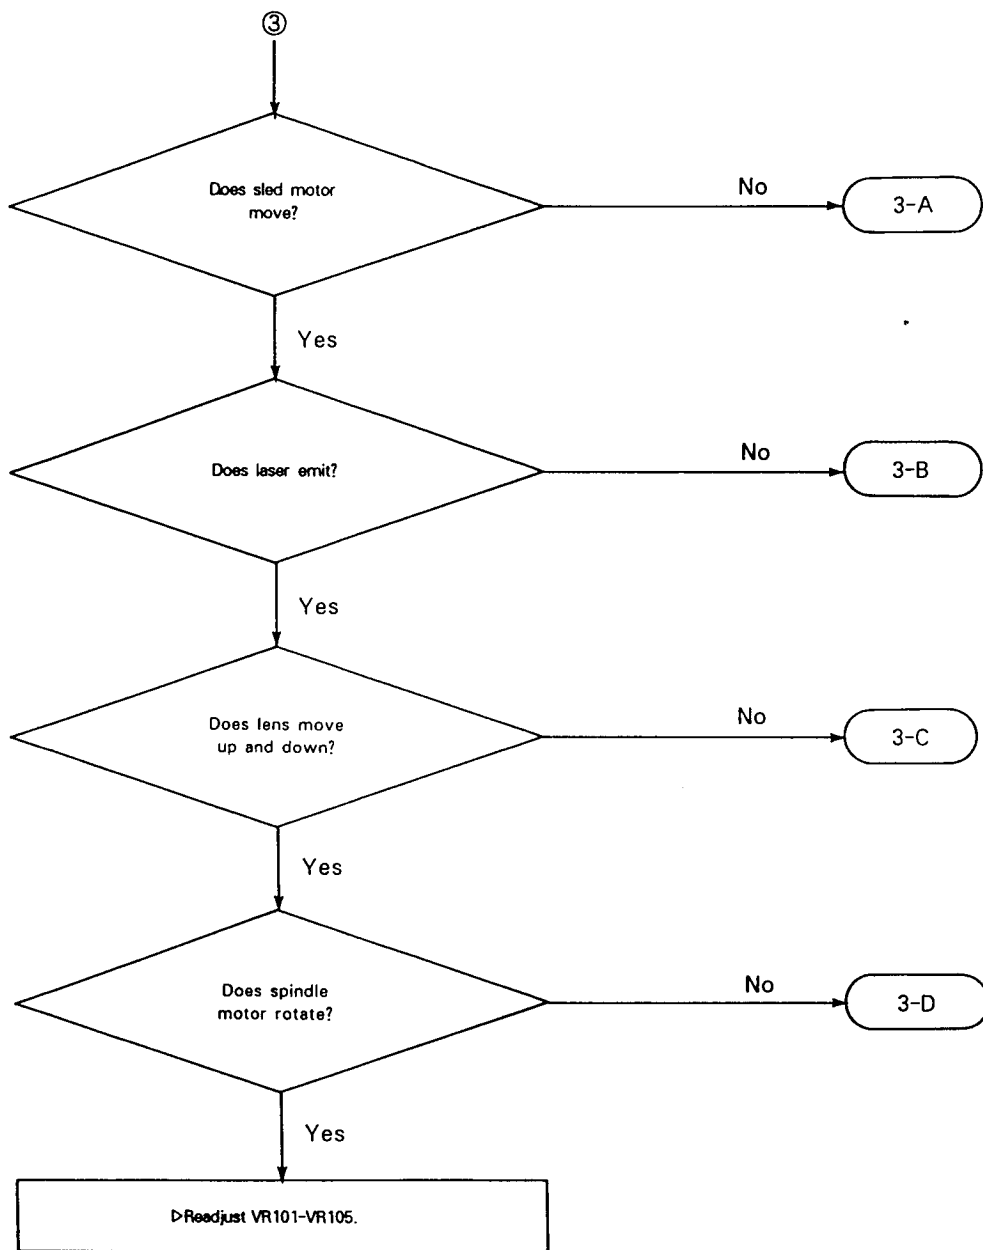 ③
Does sled motor
move?
No
3-A
Yes
Does laser emit?
No
3-B
Yes
Does lens move
up and down?
No
3-C
Yes
Does spindle
motor rotate?
No
3-D
Yes
▷Readjust VR101-VR105.